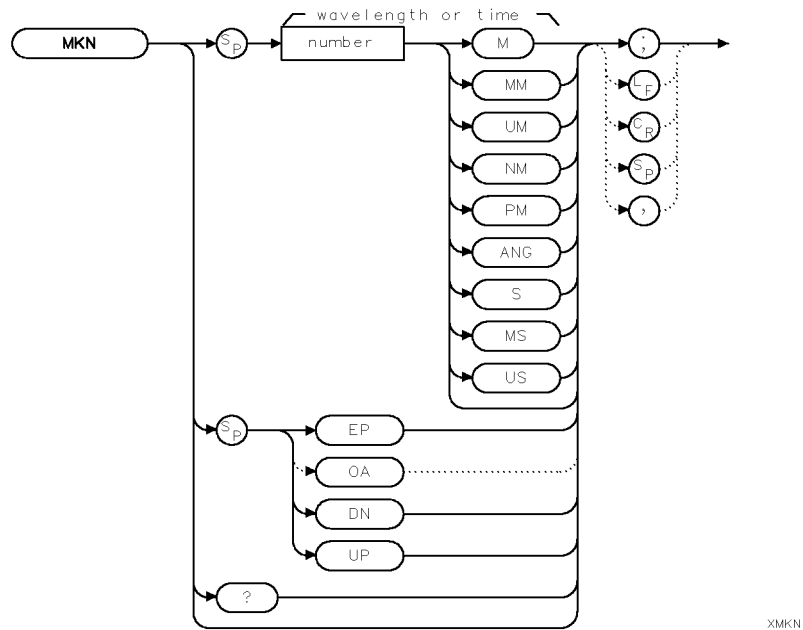 wavelength or time
MKN SP number M ;
MM LF
UM CR
NM SP
PM ,
ANG
S
MS
US
SP EP
OA
DN
UP
?
XMKN